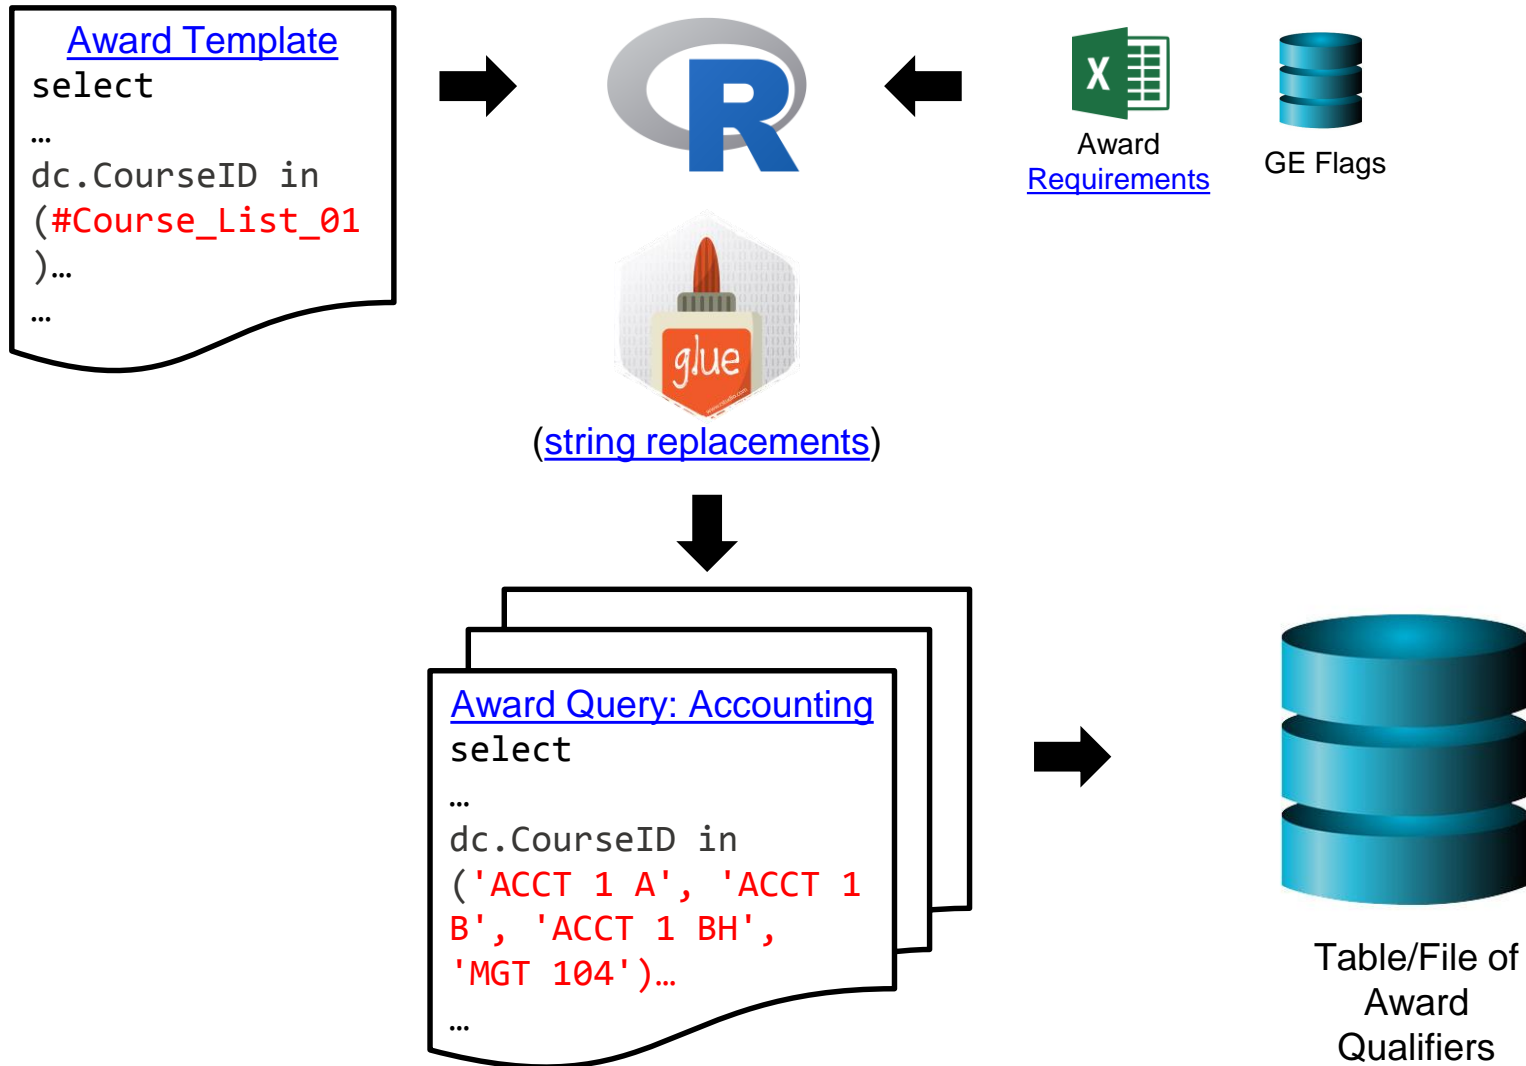 Award Template
select
…
dc.CourseID in
(#Course_List_01
)…
…
R
X
Award
Requirements
GE Flags
glue
(string replacements)
Award Query: Accounting
select
…
dc.CourseID in
('ACCT 1 A', 'ACCT 1
B', 'ACCT 1 BH',
'MGT 104')…
…
Table/File of
Award
Qualifiers